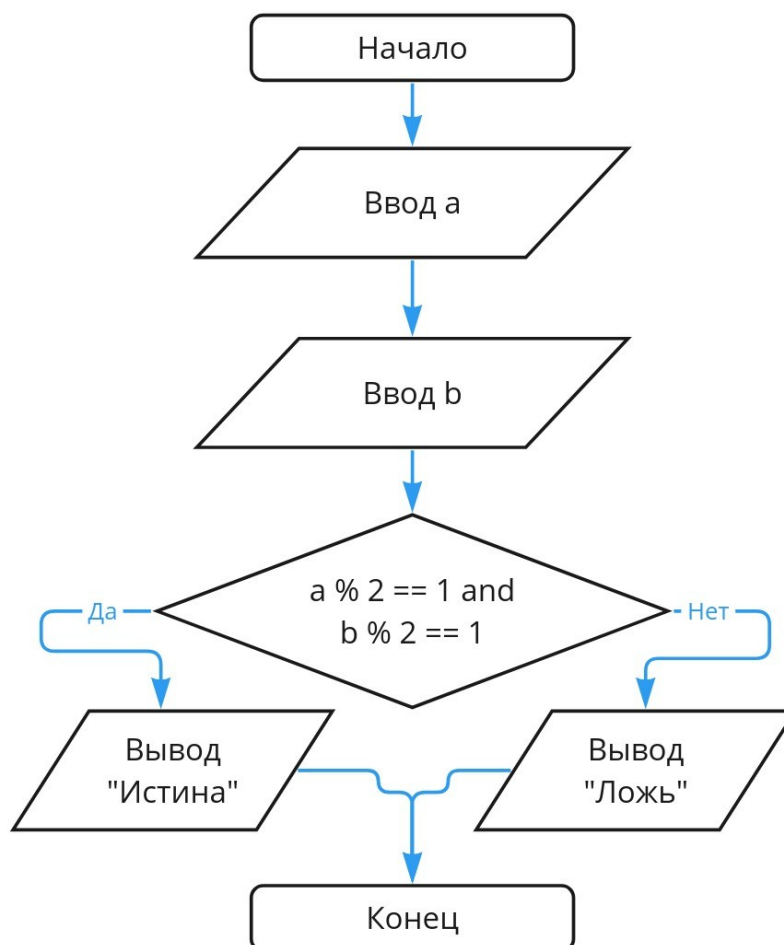 Начало
Ввод a
Ввод b
a % 2 == 1 and
b % 2 == 1
Да
Нет
Вывод
"Истина"
Вывод
"Ложь"
Конец